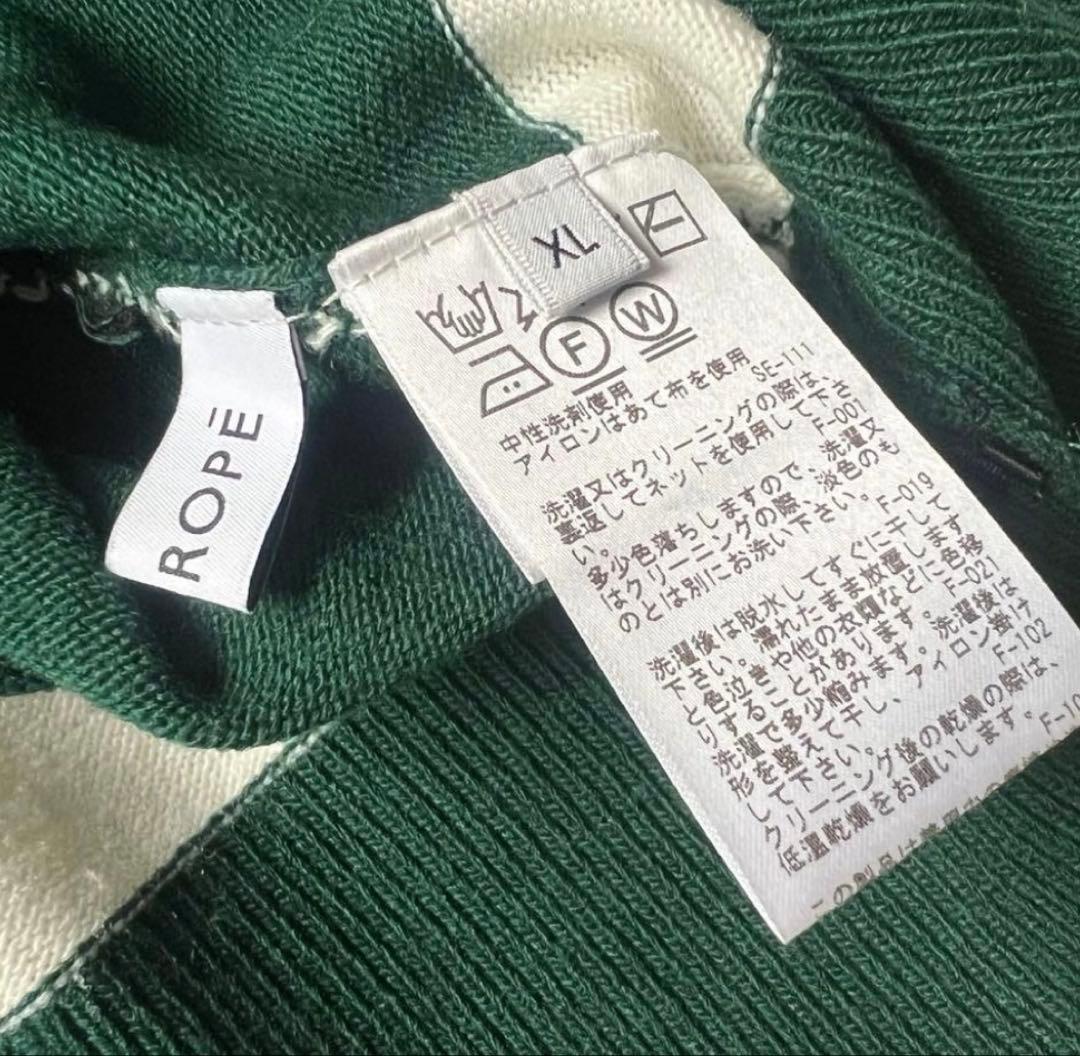 ROPÉ
XL
F
W
中性洗剤使用
アイロンはあて布を使用
SE-111
洗濯又はクリーニングの際は、
裏返してネットを使用して下さ
い。
F-001
多少色落ちしますので、洗濯又
はクリーニングの際、淡色のも
のとは別にお洗い下さい。
F-019
洗濯後は脱水してすぐに干して
下さい。濡れたまま放置します
と色泣きや他の衣類などに色移
りすることがあります。
F-021
洗濯で多少縮みます。洗濯後は
形を整えて干し、アイロン掛け
して下さい。
F-102
クリーニング後の乾燥の際は、
低温乾燥をお願いします。